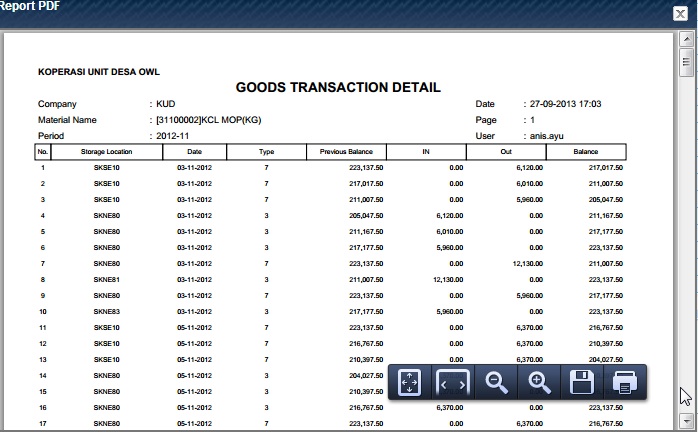 Report PDF
KOPERASI UNIT DESA OWL
GOODS TRANSACTION DETAIL
Company : KUD Date : 27-09-2013 17:03
Material Name : [31100002]KCL MOP(KG) Page : 1
Period : 2012-11 User : anis.ayu
No. Storage Location Date Type Previous Balance IN Out Balance
1 SKSE10 03-11-2012 7 223,137.50 0.00 6,120.00 217,017.50
2 SKSE10 03-11-2012 7 217,017.50 0.00 6,010.00 211,007.50
3 SKSE10 03-11-2012 7 211,007.50 0.00 5,960.00 205,047.50
4 SKNE80 03-11-2012 3 205,047.50 6,120.00 0.00 211,167.50
5 SKNE80 03-11-2012 3 211,167.50 6,010.00 0.00 217,177.50
6 SKNE80 03-11-2012 3 217,177.50 5,960.00 0.00 223,137.50
7 SKNE80 03-11-2012 7 223,137.50 0.00 12,130.00 211,007.50
8 SKNE81 03-11-2012 3 211,007.50 12,130.00 0.00 223,137.50
9 SKNE80 03-11-2012 7 223,137.50 0.00 5,960.00 217,177.50
10 SKNE83 03-11-2012 3 217,177.50 5,960.00 0.00 223,137.50
11 SKSE10 05-11-2012 7 223,137.50 0.00 6,370.00 216,767.50
12 SKSE10 05-11-2012 7 216,767.50 0.00 6,370.00 210,397.50
13 SKSE10 05-11-2012 7 210,397.50 0.00 6,370.00 204,027.50
14 SKNE80 05-11-2012 3 204,027.50
15 SKNE80 05-11-2012 3 210,397.50
16 SKNE80 05-11-2012 3 216,767.50 6,370.00 0.00 223,137.50
17 SKNE80 05-11-2012 7 223,137.50 0.00 6,370.00 216,767.50